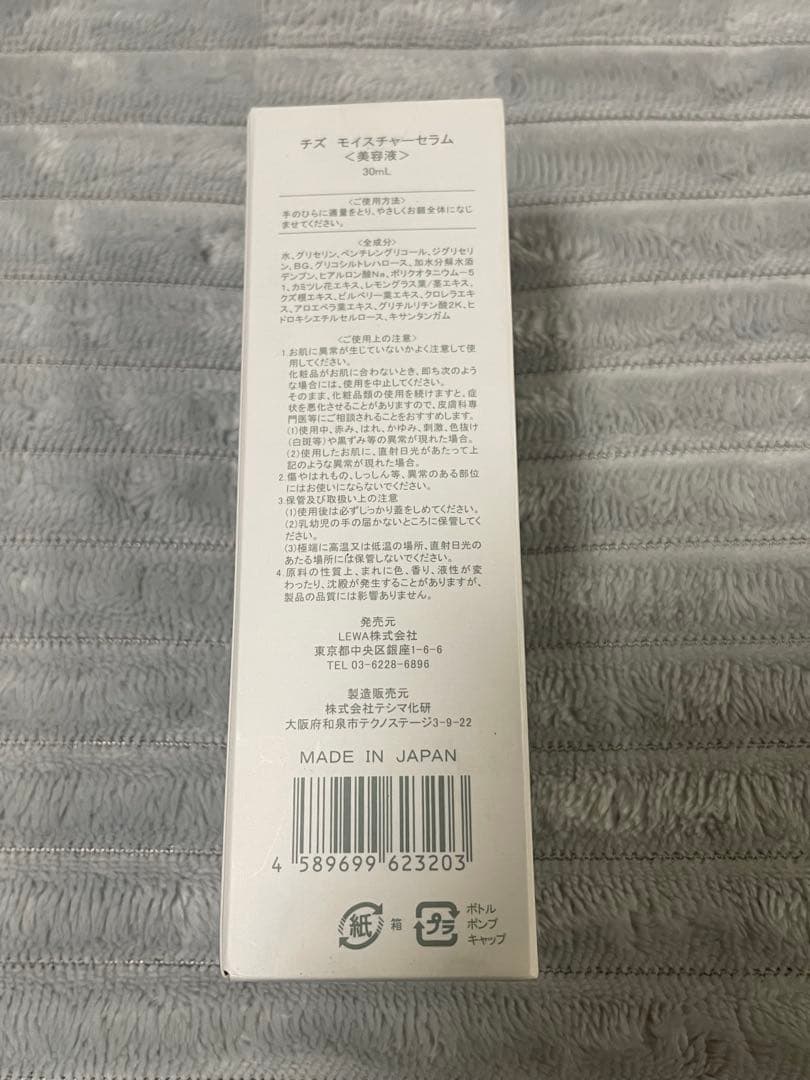 チズ モイスチャーセラム
＜美容液＞
30mL
＜ご使用方法＞
手のひらに適量をとり、やさしくお顔全体になじ
ませてください。
＜全成分＞
水、グリセリン、ペンチレングリコール、ジグリセリ
ン、BG、グリコシルトレハロース、加水分解水添
デンプン、ヒアルロン酸Na、ポリクオタニウム－5
1、カミツレ花エキス、レモングラス葉/茎エキス、
クズ根エキス、ビルベリー葉エキス、クロレラエキ
ス、アロエベラ葉エキス、グリチルリチン酸2K、ヒ
ドロキシエチルセルロース、キサンタンガム
＜ご使用上の注意＞
1.お肌に異常が生じていないかよく注意して使
用してください。
化粧品がお肌に合わないとき、即ち次のよう
な場合には、使用を中止してください。
そのまま、化粧品類の使用を続けますと、症
状を悪化させることがありますので、皮膚科専
門医等にご相談されることをおすすめします。
(1)使用中、赤み、はれ、かゆみ、刺激、色抜け
(白斑等)や黒ずみ等の異常が現れた場合。
(2)使用したお肌に、直射日光があたって上
記のような異常が現れた場合。
2.傷やはれもの、しっしん等、異常のある部位
にはお使いにならないでください。
3.保管及び取扱い上の注意
(1)使用後は必ずしっかり蓋をしめてください。
(2)乳幼児の手の届かないところに保管してく
ださい。
(3)極端に高温又は低温の場所、直射日光の
あたる場所には保管しないでください。
4.原料の性質上、まれに色、香り、液性が変
わったり、沈殿が発生することがありますが、
製品の品質には影響ありません。
発売元
LEWA株式会社
東京都中央区銀座1-6-6
TEL 03-6228-6896
製造販売元
株式会社テシマ化研
大阪府和泉市テクノステージ3-9-22
MADE IN JAPAN
4 589699 623203
紙 箱
プラ ボトル
ポンプ
キャップ